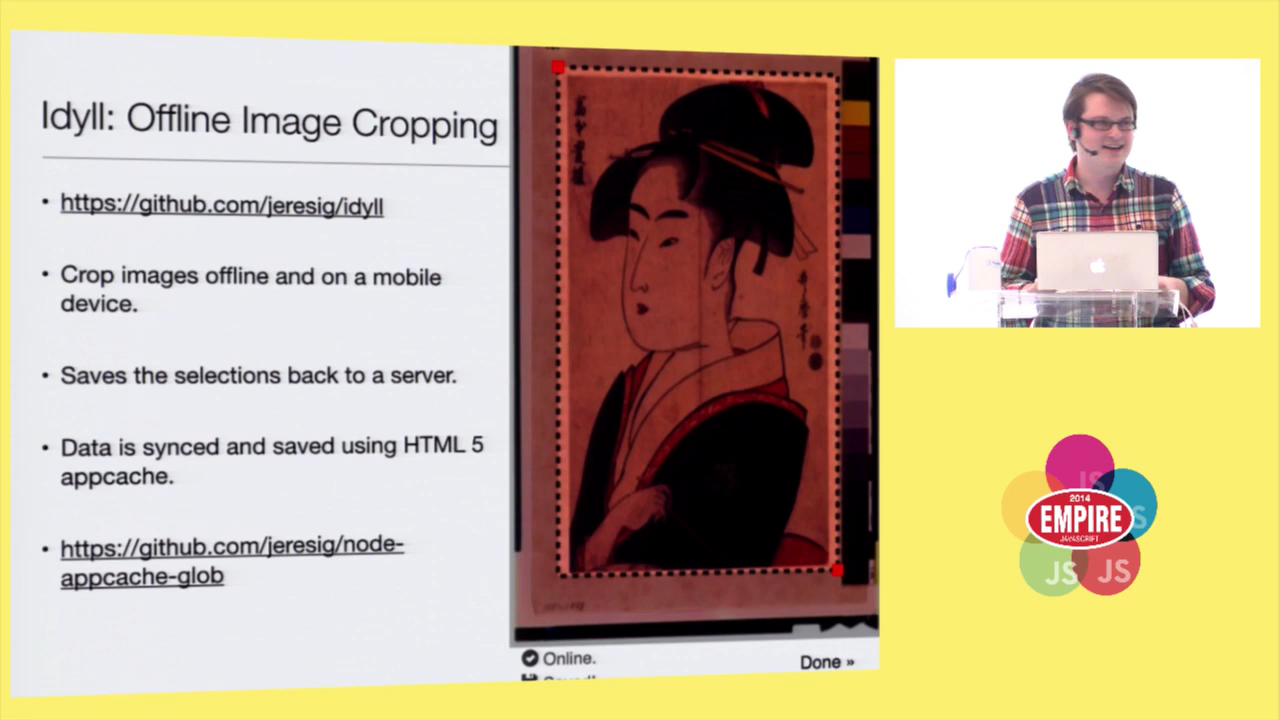 Idyll: Offline Image Cropping
• https://github.com/jeresig/idyll
• Crop images offline and on a mobile
device.
• Saves the selections back to a server.
• Data is synced and saved using HTML 5
appcache.
• https://github.com/jeresig/node-
appcache-glob
Online.
Done »
JS
2014
EMPIRE
JAVASCRIPT
JS
JS